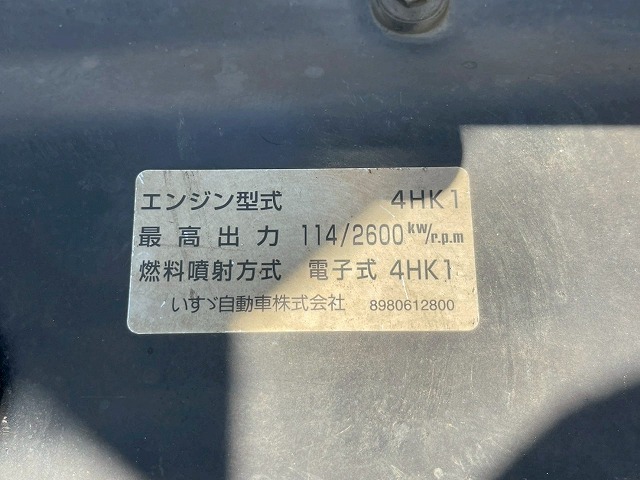 エンジン型式 4HK1
最高出力 114/2600 kw/r.p.m
燃料噴射方式 電子式 4HK1
いすゞ自動車株式会社 8980612800